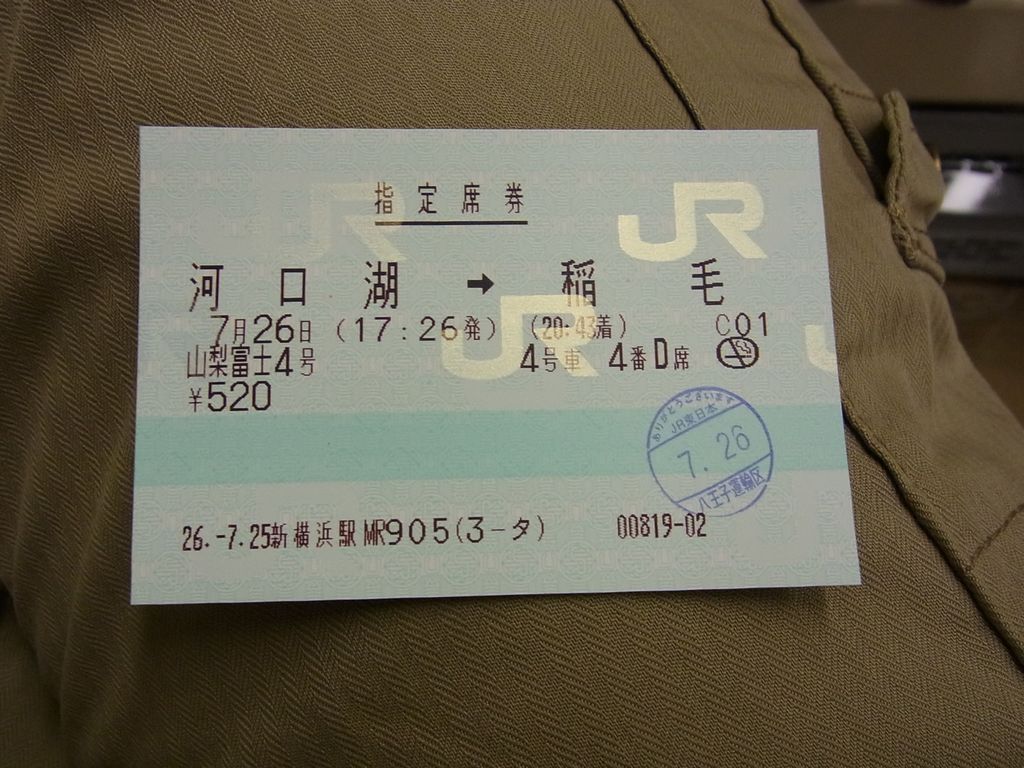 指定席券
JR JR
河口湖 → 稲毛
7月26日 (17:26発) (20:43着) C01
山梨富士4号 4号車 4番D席
¥520
JR
ありがとうございます
JR東日本
7.26
八王子運輸区
26.-7.25新横浜駅MR905(3-タ) 00819-02